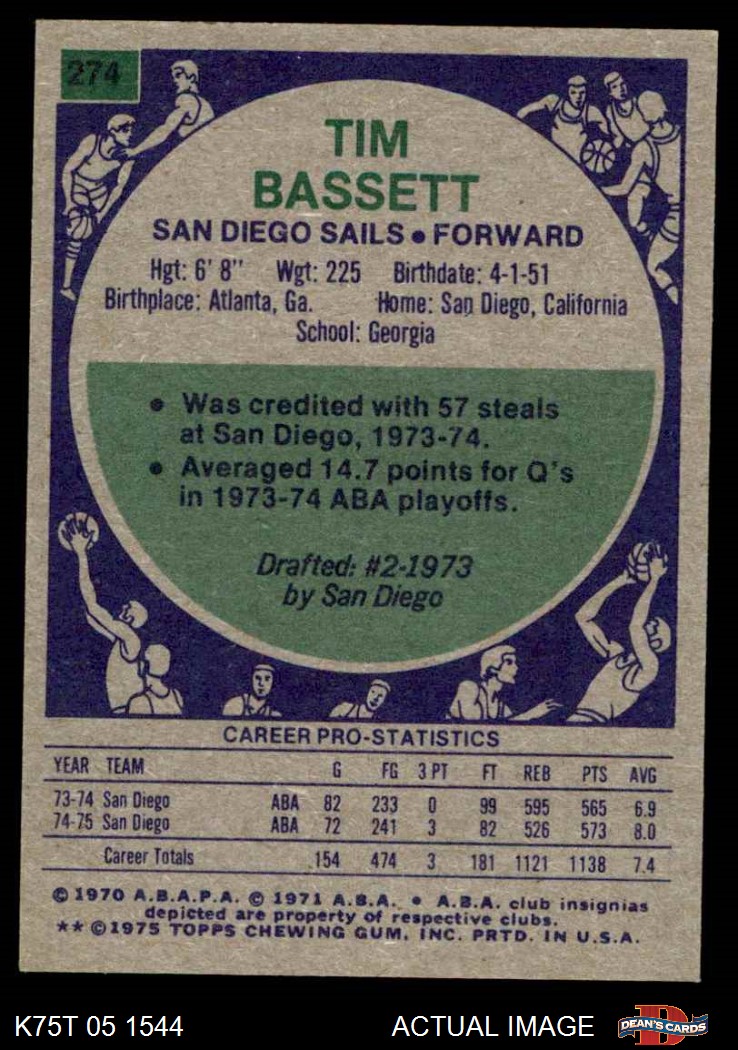 274
TIM
BASSETT
SAN DIEGO SAILS • FORWARD
Hgt: 6' 8" Wgt: 225 Birthdate: 4-1-51
Birthplace: Atlanta, Ga. Home: San Diego, California
School: Georgia
• Was credited with 57 steals
at San Diego, 1973-74.
• Averaged 14.7 points for Q's
in 1973-74 ABA playoffs.
Drafted: #2-1973
by San Diego
CAREER PRO-STATISTICS
YEAR TEAM G FG 3 PT FT REB PTS AVG
73-74 San Diego ABA 82 233 0 99 595 565 6.9
74-75 San Diego ABA 72 241 3 82 526 573 8.0
Career Totals 154 474 3 181 1121 1138 7.4
© 1970 A.B.A.P.A. © 1971 A.B.A. • A.B.A. club insignias
depicted are property of respective clubs.
** © 1975 TOPPS CHEWING GUM, INC. PRTD. IN U.S.A.
K75T 05 1544 ACTUAL IMAGE D DEAN'S CARDS